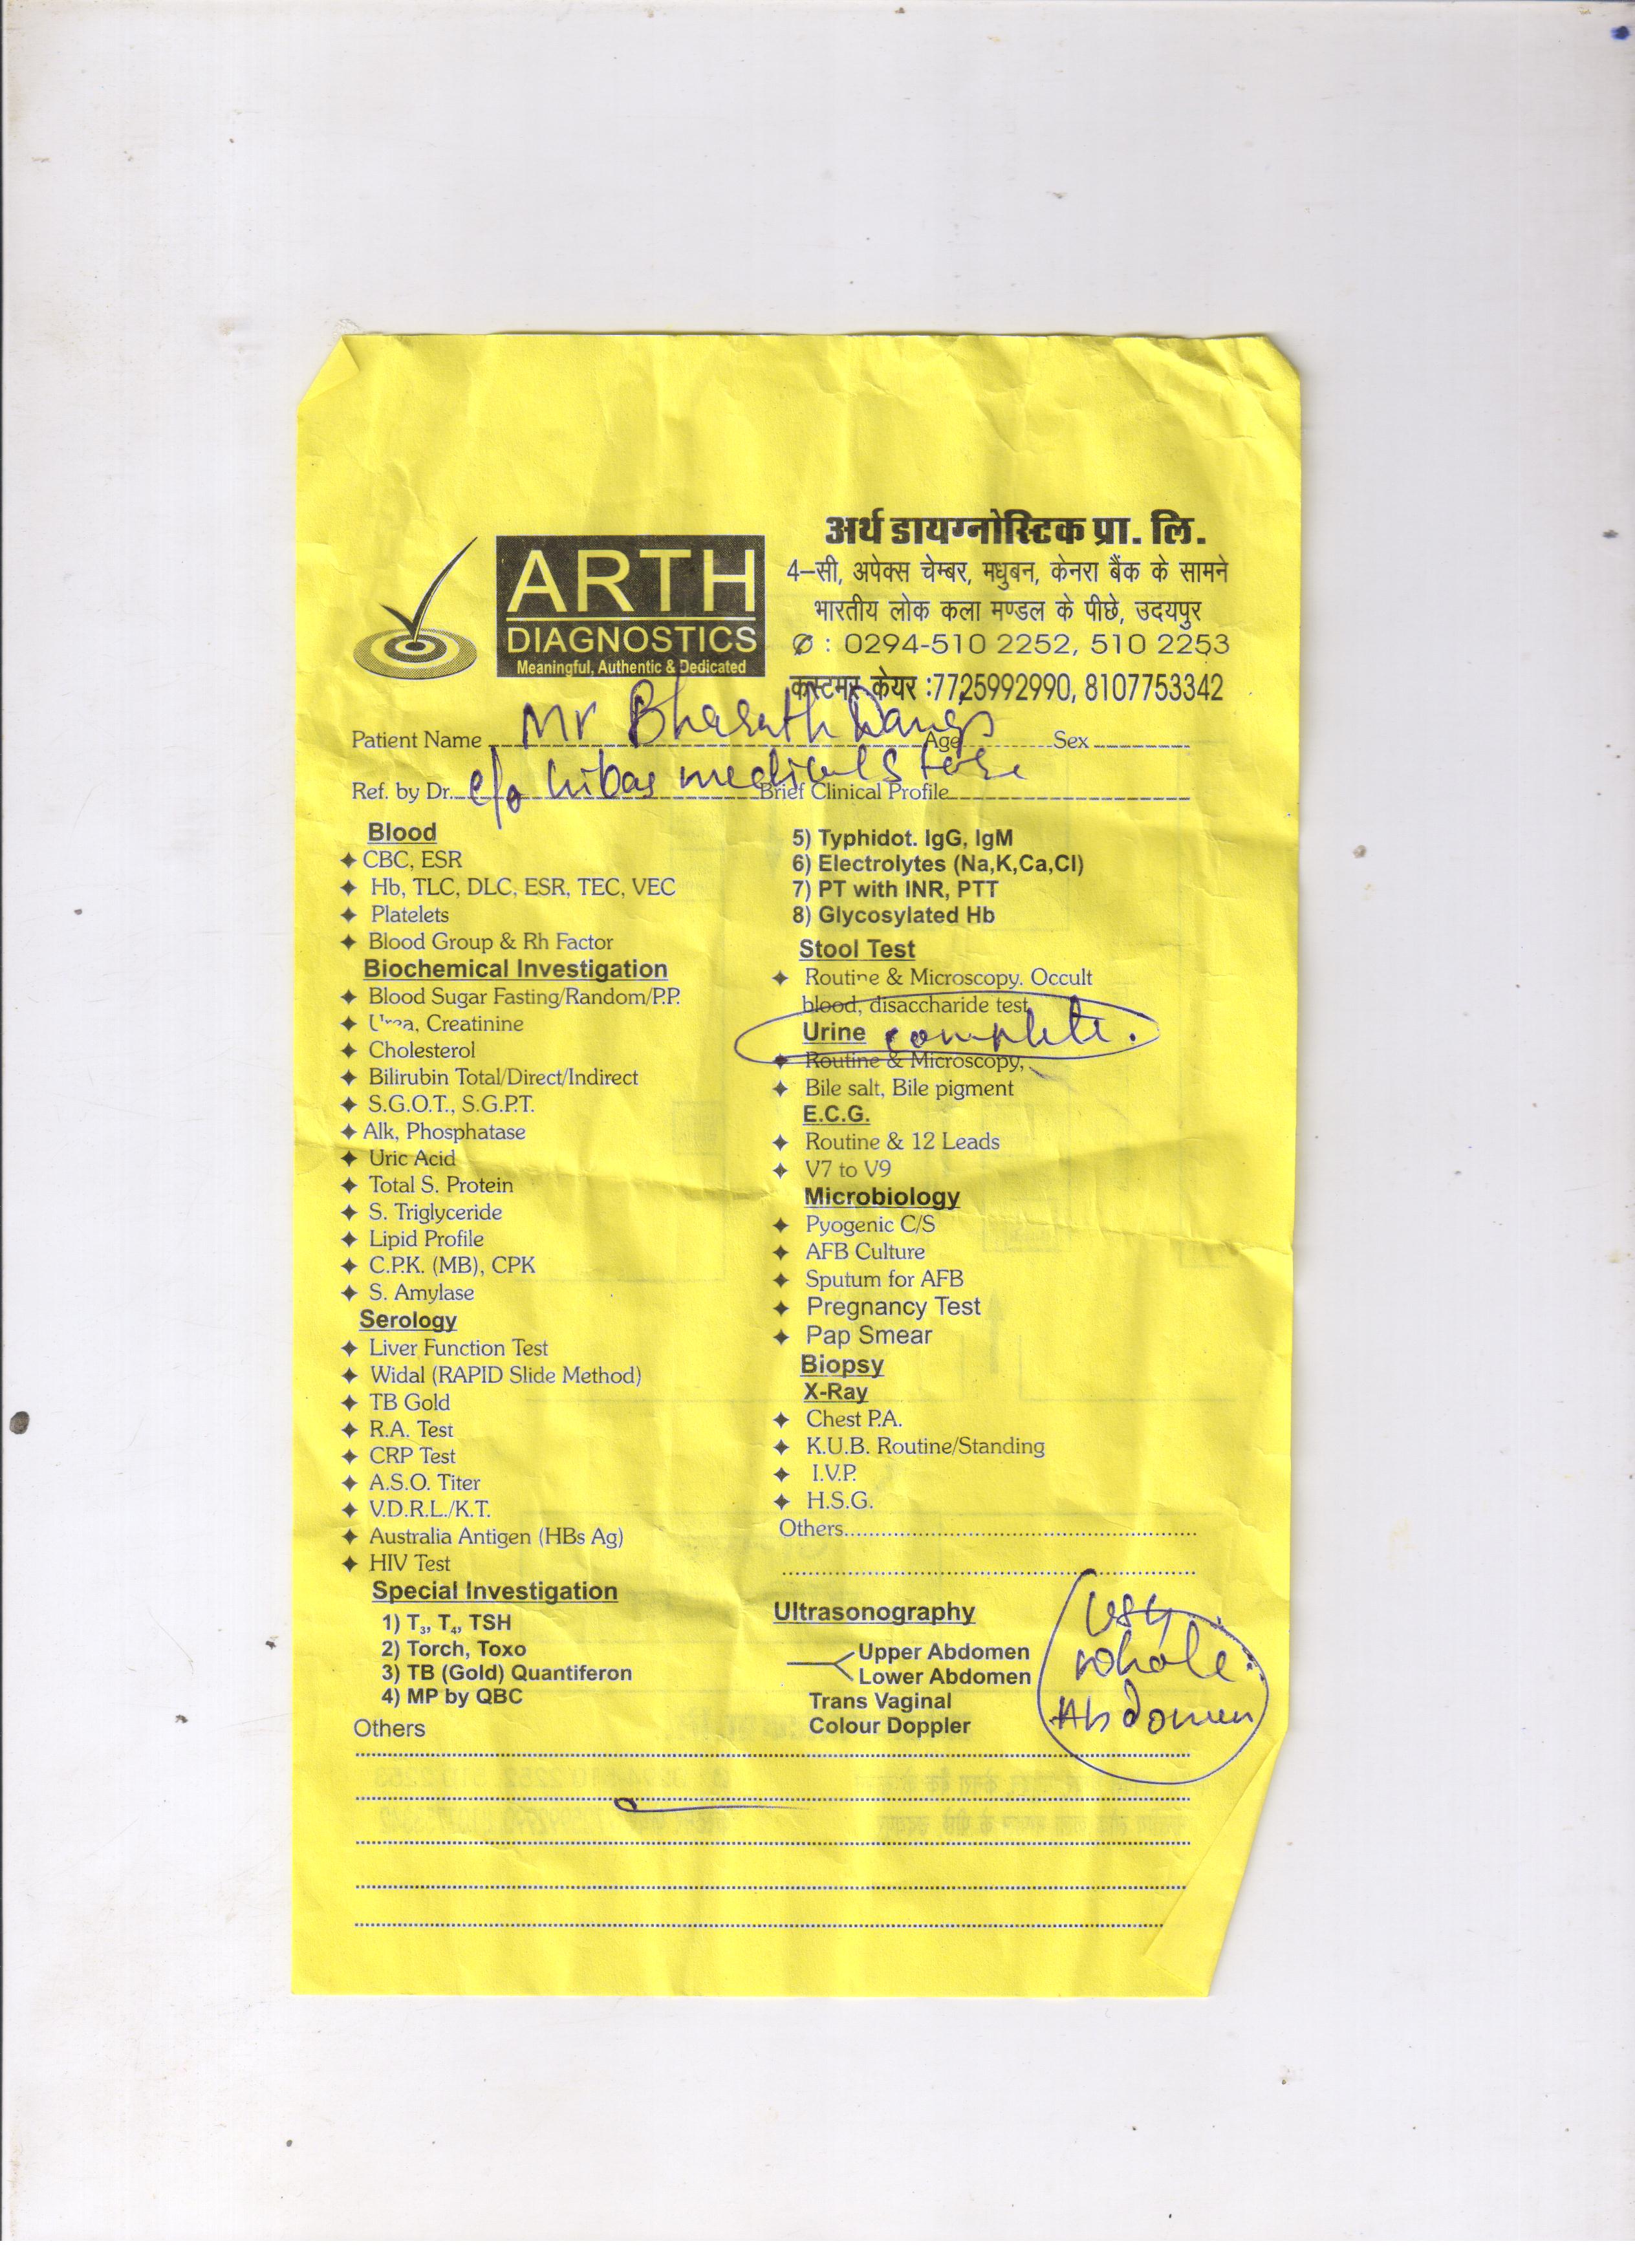 अर्थ डायग्नोस्टिक प्रा. लि.
ARTH
DIAGNOSTICS
Meaningful, Authentic & Dedicated
4–सी, अपेक्स चेम्बर, मधुबन, केनरा बैंक के सामने
भारतीय लोक कला मण्डल के पीछे, उदयपुर
: 0294-510 2252, 510 2253
कस्टमर केयर :7725992990, 8107753342
Patient Name Mr Bharath Age Sex
Ref. by Dr. c/o medical store Brief Clinical Profile
Blood
CBC, ESR
Hb, TLC, DLC, ESR, TEC, VEC
Platelets
Blood Group & Rh Factor
Biochemical Investigation
Blood Sugar Fasting/Random/P.P.
Urea, Creatinine
Cholesterol
Bilirubin Total/Direct/Indirect
S.G.O.T., S.G.P.T.
Alk, Phosphatase
Uric Acid
Total S. Protein
S. Triglyceride
Lipid Profile
C.P.K. (MB), CPK
S. Amylase
Serology
Liver Function Test
Widal (RAPID Slide Method)
TB Gold
R.A. Test
CRP Test
A.S.O. Titer
V.D.R.L./K.T.
Australia Antigen (HBs Ag)
HIV Test
Special Investigation
1) T3, T4, TSH
2) Torch, Toxo
3) TB (Gold) Quantiferon
4) MP by QBC
Others
5) Typhidot. IgG, IgM
6) Electrolytes (Na,K,Ca,Cl)
7) PT with INR, PTT
8) Glycosylated Hb
Stool Test
Routine & Microscopy. Occult
blood, disaccharide test
Urine complete.
Routine & Microscopy,
Bile salt, Bile pigment
E.C.G.
Routine & 12 Leads
V7 to V9
Microbiology
Pyogenic C/S
AFB Culture
Sputum for AFB
Pregnancy Test
Pap Smear
Biopsy
X-Ray
Chest P.A.
K.U.B. Routine/Standing
I.V.P.
H.S.G.
Others
Ultrasonography
Upper Abdomen
Lower Abdomen
Trans Vaginal
Colour Doppler
USG
whole
Abdomen